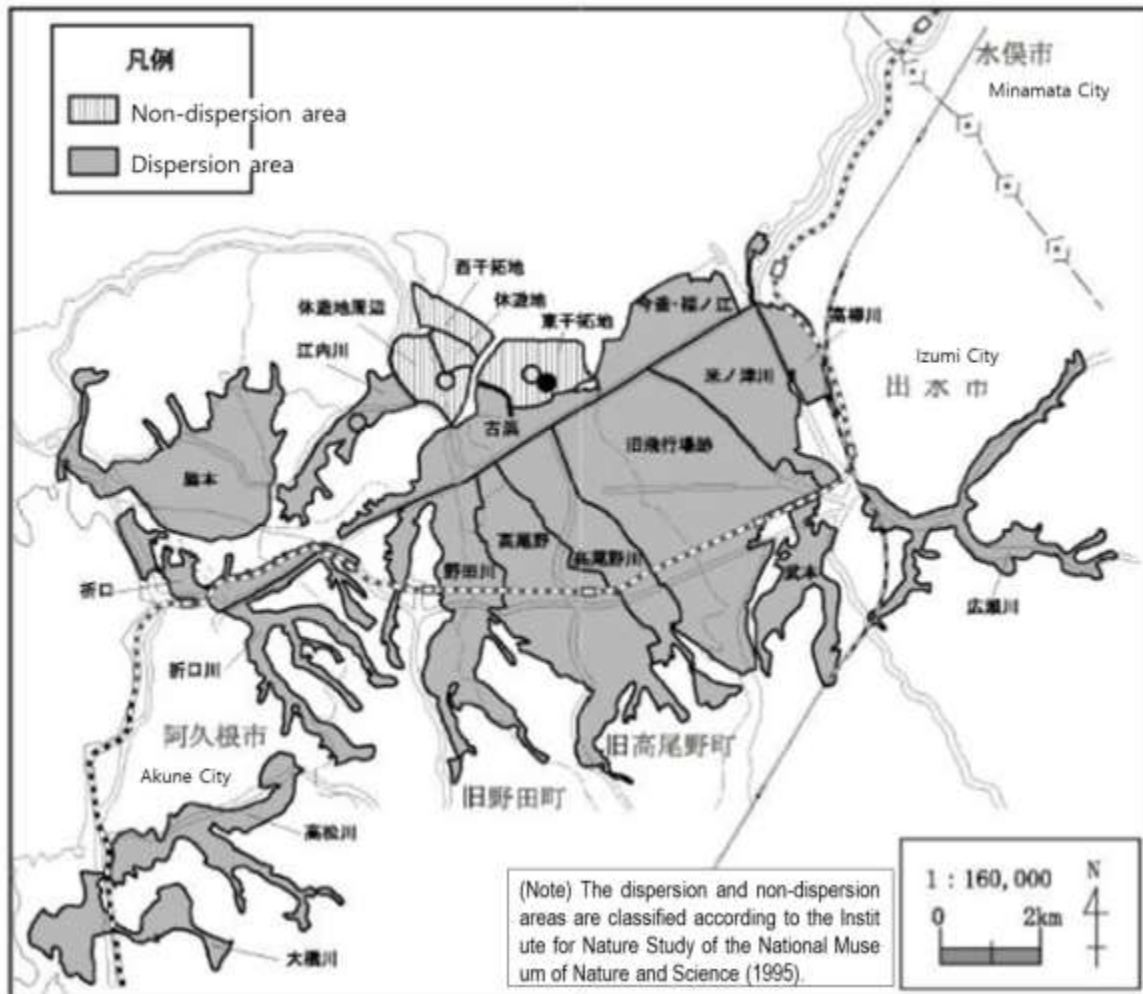 凡例
Non-dispersion area
Dispersion area
水俣市
Minamata City
西干拓地
休遊地
休遊地周辺
東干拓地
今釜・福ノ江
江内川
高柳川
米ノ津川
Izumi City
出水市
古浜
旧飛行場跡
脇本
高尾野
高尾野川
野田川
武本
折口
広瀬川
折口川
阿久根市
旧高尾野町
Akune City
旧野田町
高松川
大橋川
(Note) The dispersion and non-dispersion
areas are classified according to the Instit
ute for Nature Study of the National Muse
um of Nature and Science (1995).
1：160,000
N
0 2km